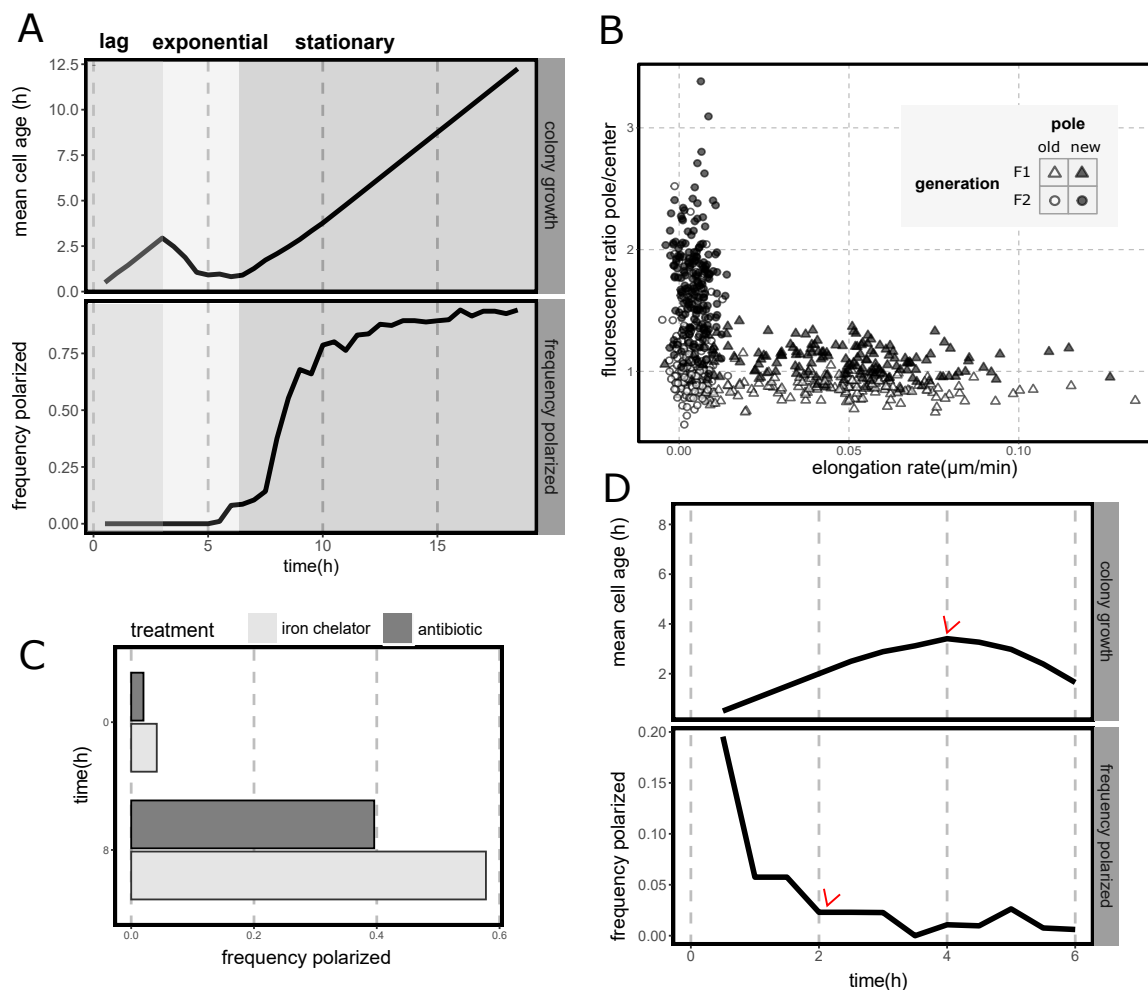 A
lag exponential stationary
12.5
10.0
7.5
5.0
2.5
0.0
mean cell age (h)
colony growth
0.75
0.50
0.25
0.00
frequency polarized
frequency polarized
0 5 10 15
time(h)
B
3
2
1
fluorescence ratio pole/center
pole
old new
generation
F1
F2
0.00 0.05 0.10
elongation rate(µm/min)
C
treatment iron chelator antibiotic
0
8
time(h)
0.0 0.2 0.4 0.6
frequency polarized
D
8
6
4
2
mean cell age (h)
colony growth
0.20
0.15
0.10
0.05
0.00
frequency polarized
frequency polarized
0 2 4 6
time(h)